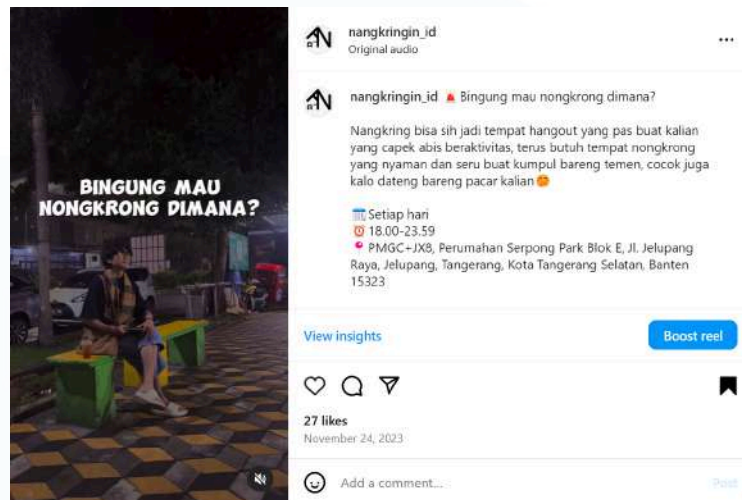 BINGUNG MAU
NONGKRONG DIMANA?
nangkringin_id
Original audio
nangkringin_id 🚨 Bingung mau nongkrong dimana?
Nangkring bisa sih jadi tempat hangout yang pas buat kalian
yang capek abis beraktivitas, terus butuh tempat nongkrong
yang nyaman dan seru buat kumpul bareng temen, cocok juga
kalo dateng bareng pacar kalian
Setiap hari
18.00-23.59
PMGC+JX8, Perumahan Serpong Park Blok E, Jl. Jelupang
Raya, Jelupang, Tangerang, Kota Tangerang Selatan, Banten
15323
View insights
Boost reel
27 likes
November 24, 2023
Add a comment...
Post